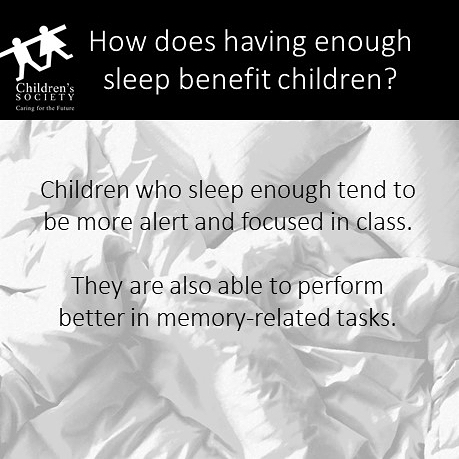 How does having enough
sleep benefit children?
Children's
SOCIETY
Caring for the Future
Children who sleep enough tend to
be more alert and focused in class.
They are also able to perform
better in memory-related tasks.